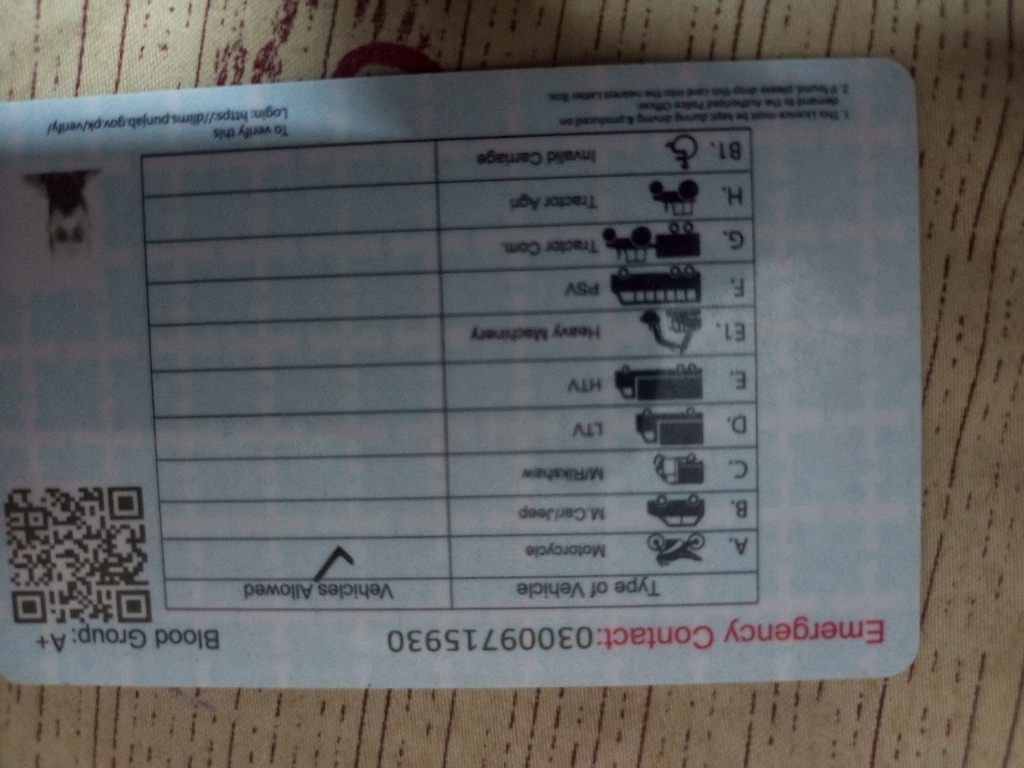 Emergency Contact:03009715930
Blood Group: A+
Type of Vehicle Vehicles Allowed
A. Motorcycle ✓
B. M.Car/Jeep
C. M/Rikshaw
D. LTV
E. HTV
E1. Heavy Machinery
F. PSV
G. Tractor Com.
H. Tractor Agri
B1. Invalid Carriage
1. This Licence must be kept during driving & produced on
demand to the Authorized Police Officer.
2. If found, please drop this card into the nearest Letter Box.
To verify this
Login: https://dlims.punjab.gov.pk/verify/